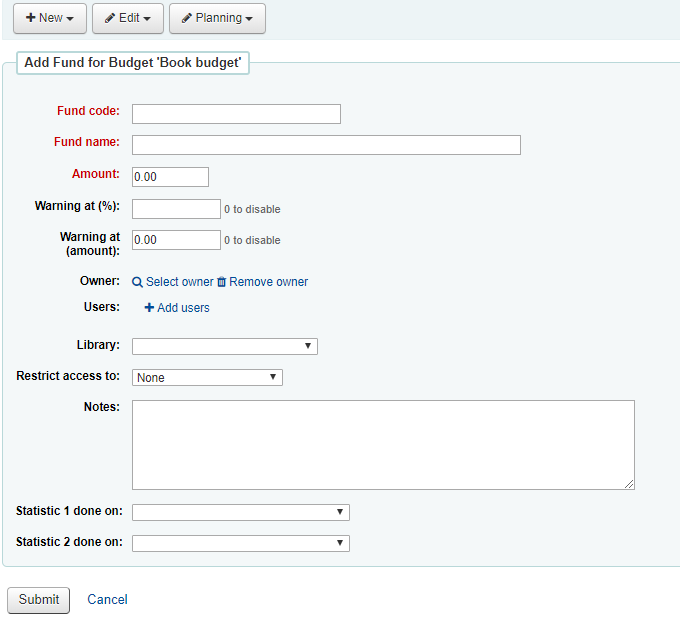 New Edit Planning
Add Fund for Budget 'Book budget'
Fund code:
Fund name:
Amount: 0.00
Warning at (%): 0 to disable
Warning at
(amount): 0.00 0 to disable
Owner: Select owner Remove owner
Users: Add users
Library:
Restrict access to: None
Notes:
Statistic 1 done on:
Statistic 2 done on:
Submit Cancel